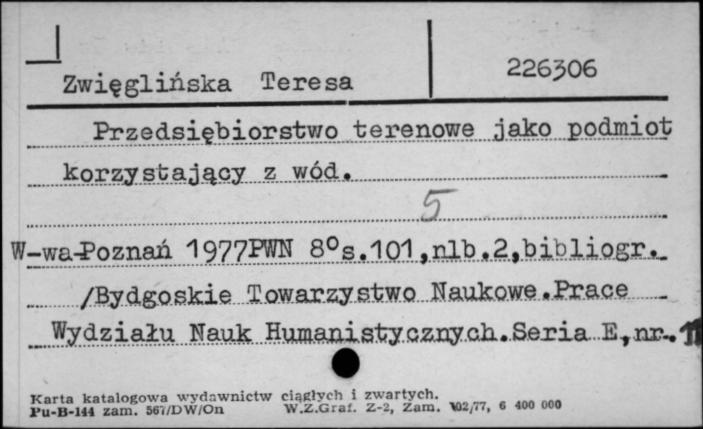 Zwięglińska Teresa
226306
Przedsiębiorstwo terenowe jako podmiot
korzystający z wód.
5
W-wa-Poznań 1977PWN 8°s.101,nlb.2,bibliogr.
/Bydgoskie Towarzystwo Naukowe.Prace
Wydziału Nauk Humanistycznych.Seria E,nr.11
Karta katalogowa wydawnictw ciągłych i zwartych.
Pu-B-144 zam. 567/DW/On W.Z.Graf. Z-2, Zam. 102/77, 6 400 000